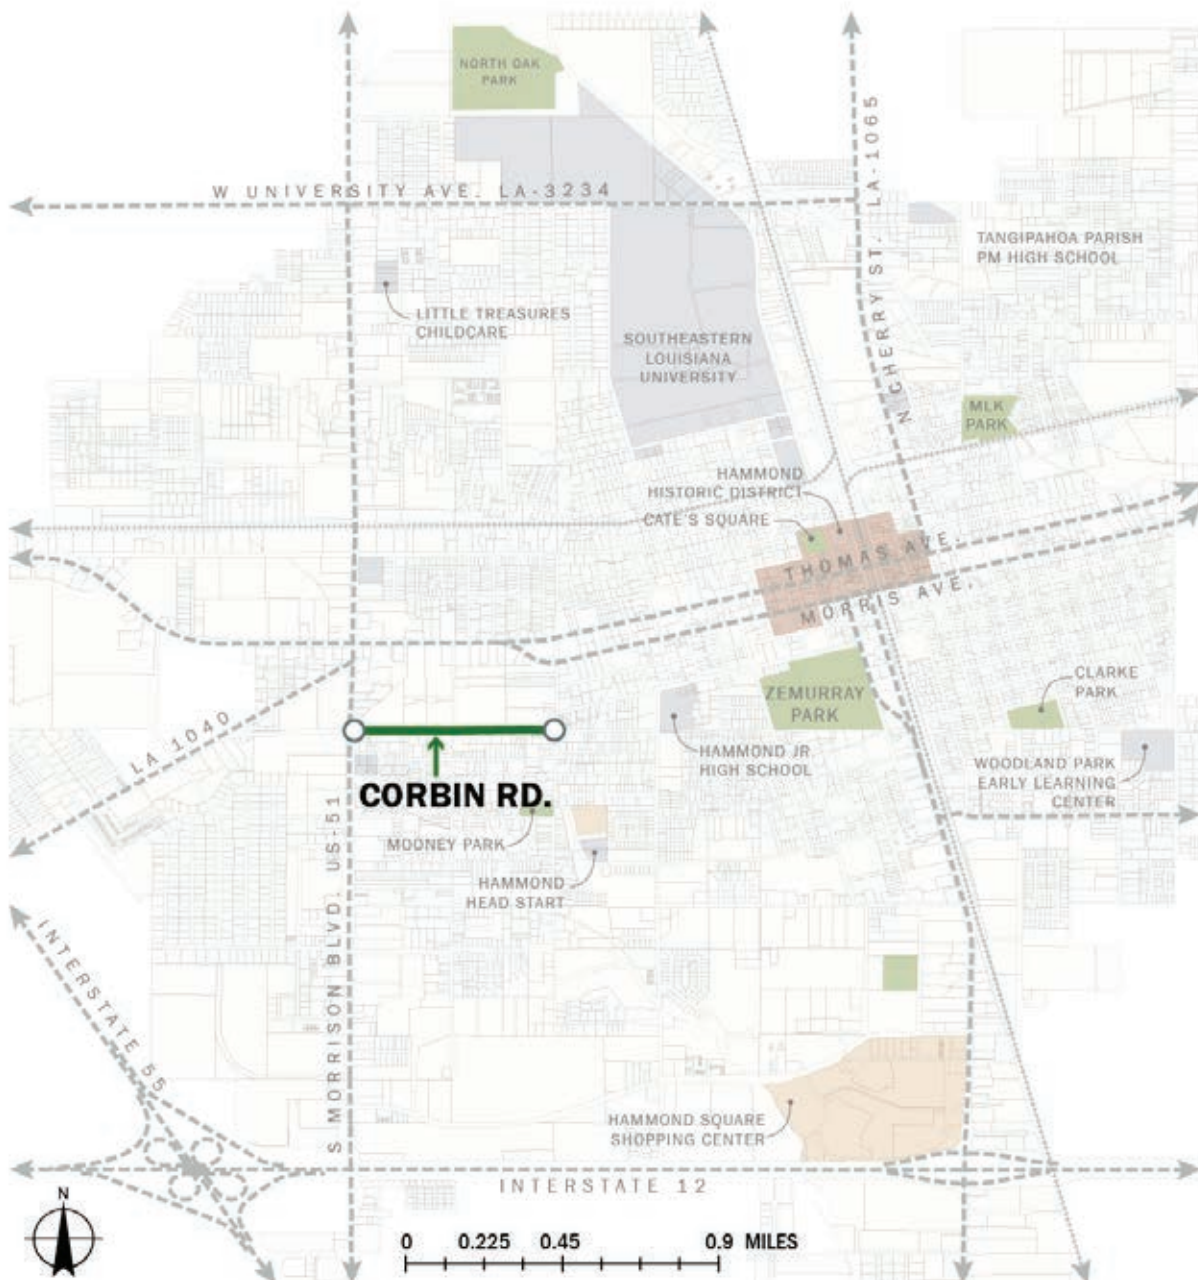 NORTH OAK
PARK
W UNIVERSITY AVE. LA-3234
N CHERRY ST. LA-1065
TANGIPAHOA PARISH
PM HIGH SCHOOL
LITTLE TREASURES
CHILDCARE
SOUTHEASTERN
LOUISIANA
UNIVERSITY
MLK
PARK
HAMMOND
HISTORIC DISTRICT
CATE'S SQUARE
THOMAS AVE.
MORRIS AVE.
CLARKE
PARK
ZEMURRAY
PARK
LA 1040
HAMMOND JR
HIGH SCHOOL
WOODLAND PARK
EARLY LEARNING
CENTER
CORBIN RD.
MOONEY PARK
HAMMOND
HEAD START
S MORRISON BLVD. US-51
INTERSTATE 55
HAMMOND SQUARE
SHOPPING CENTER
INTERSTATE 12
N
0 0.225 0.45 0.9 MILES